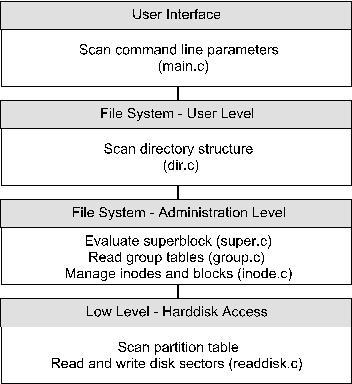 User Interface
Scan command line parameters
(main.c)
File System - User Level
Scan directory structure
(dir.c)
File System - Administration Level
Evaluate superblock (super.c)
Read group tables (group.c)
Manage inodes and blocks (inode.c)
Low Level - Harddisk Access
Scan partition table
Read and write disk sectors (readdisk.c)